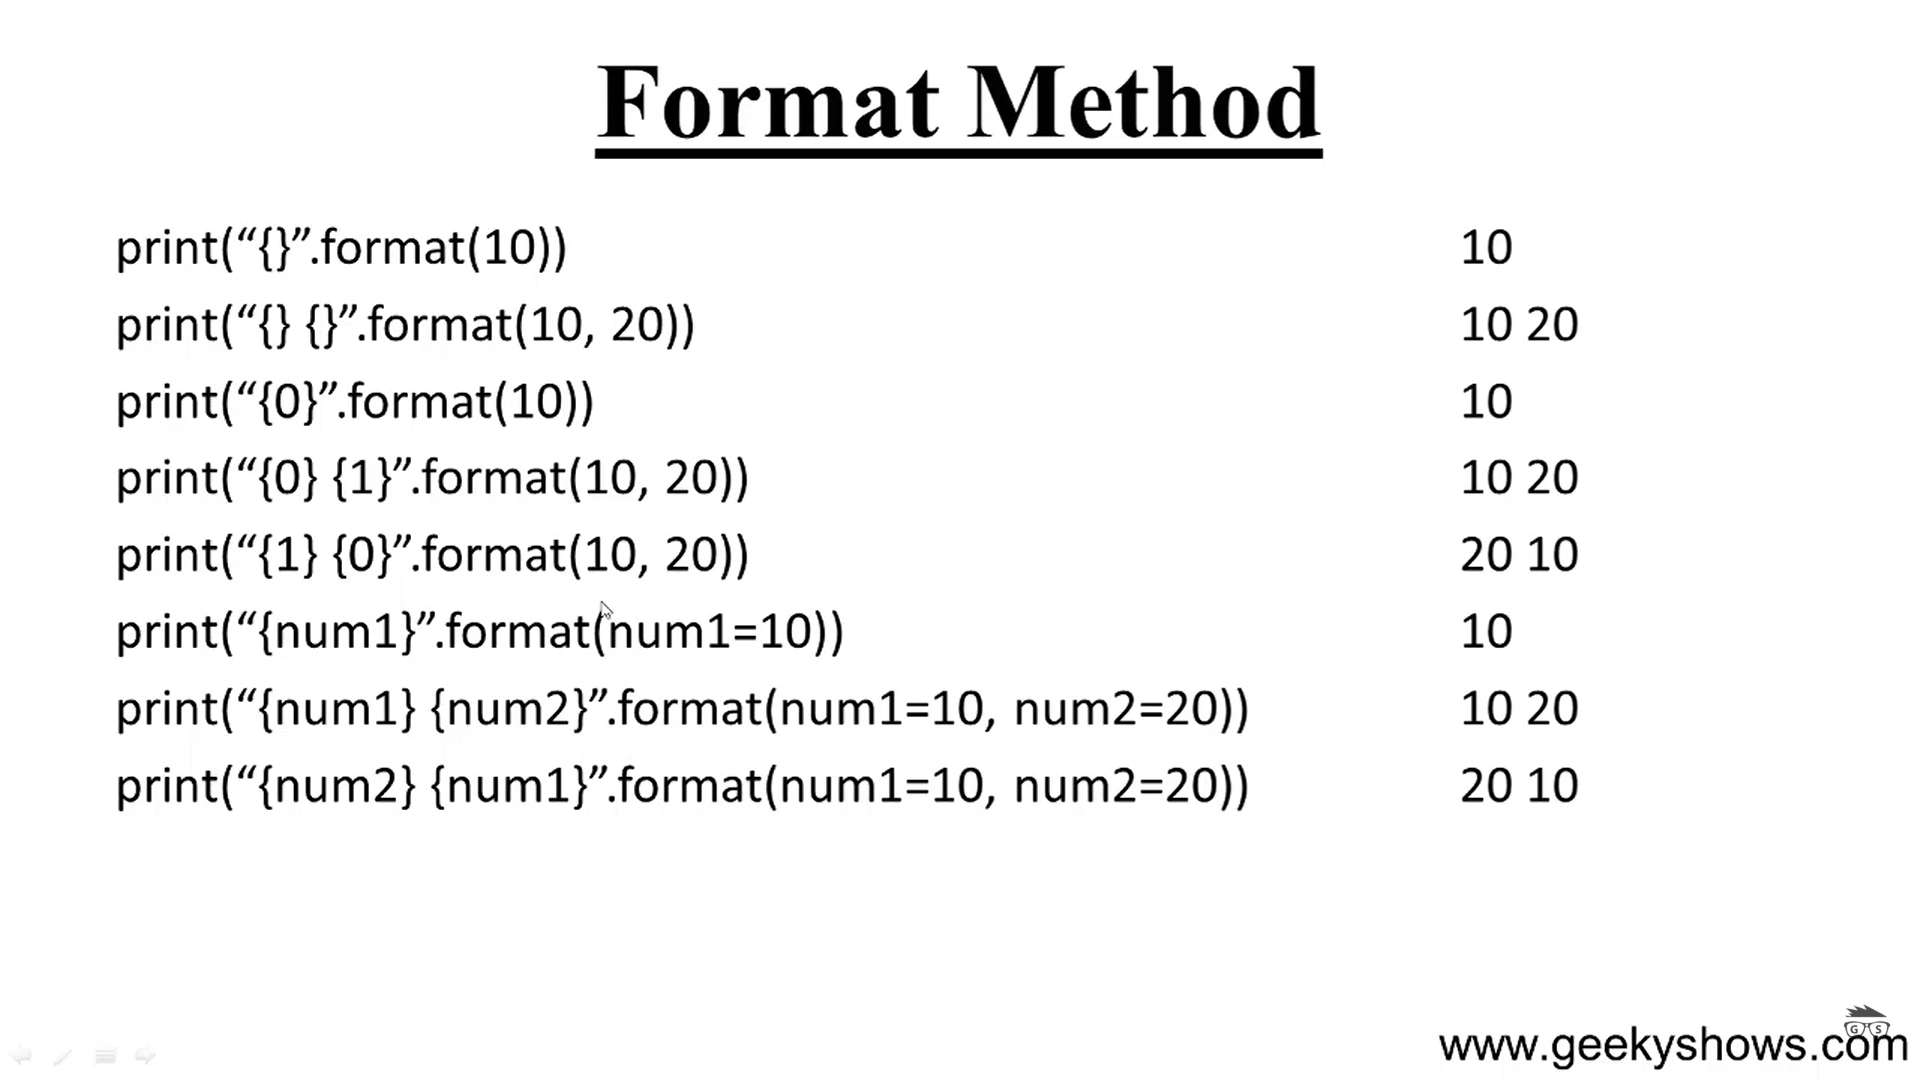 Format Method
print(“{}”.format(10)) 10
print(“{} {}”.format(10, 20)) 10 20
print(“{0}”.format(10)) 10
print(“{0} {1}”.format(10, 20)) 10 20
print(“{1} {0}”.format(10, 20)) 20 10
print(“{num1}”.format(num1=10)) 10
print(“{num1} {num2}”.format(num1=10, num2=20)) 10 20
print(“{num2} {num1}”.format(num1=10, num2=20)) 20 10
G S
www.geekyshows.com